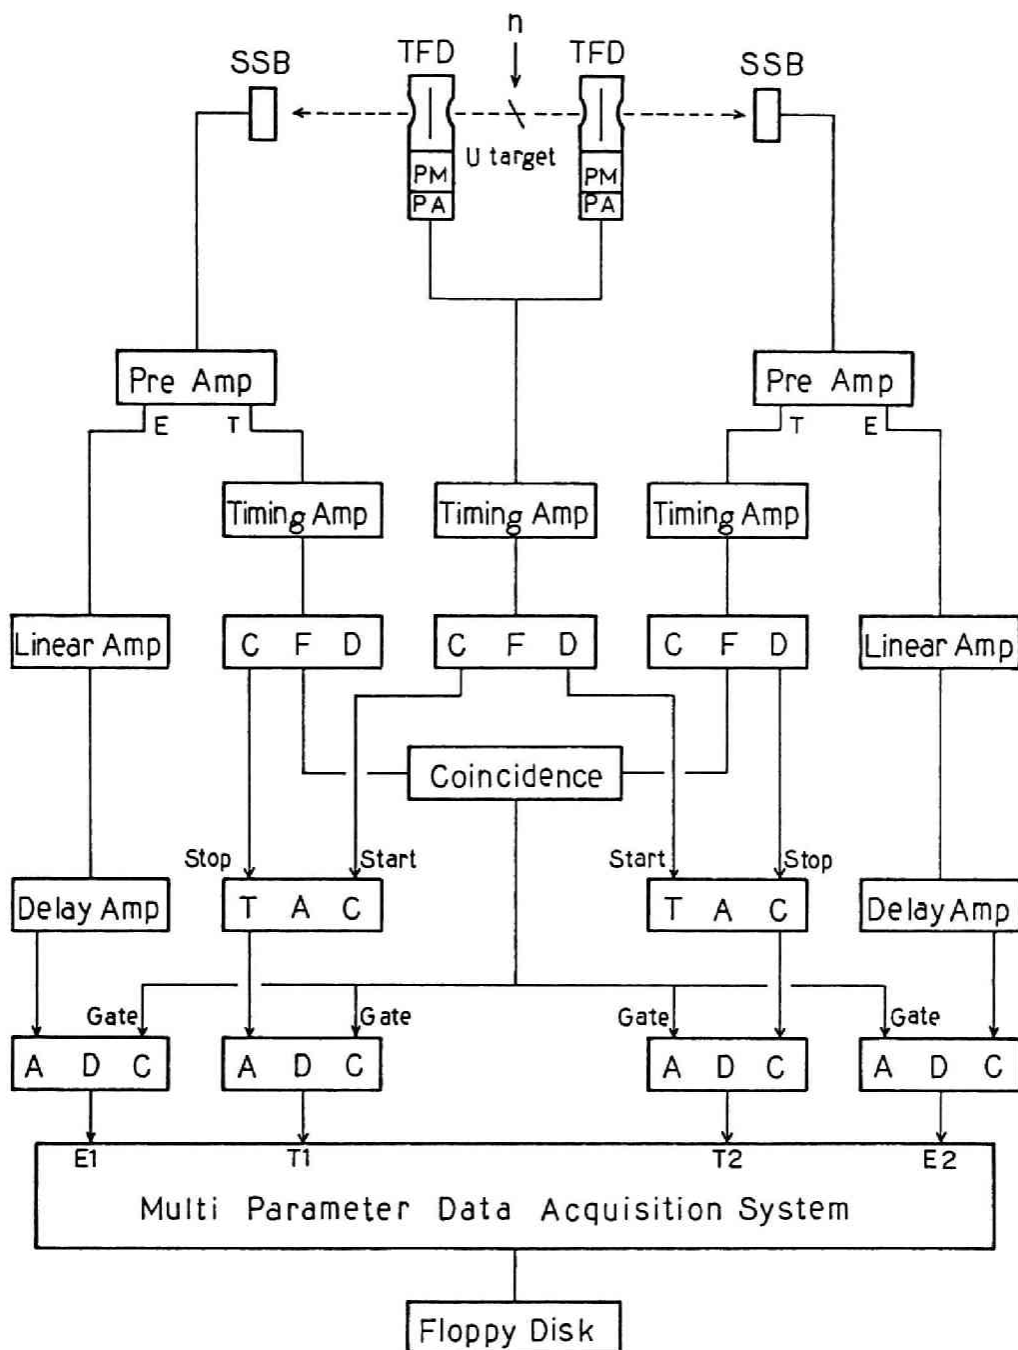 n
SSB TFD TFD SSB
U target
PM PM
PA PA
Pre Amp Pre Amp
E T T E
Timing Amp Timing Amp Timing Amp
Linear Amp C F D C F D C F D Linear Amp
Coincidence
Stop Start Start Stop
Delay Amp T A C T A C Delay Amp
Gate Gate Gate Gate
A D C A D C A D C A D C
E1 T1 T2 E2
Multi Parameter Data Acquisition System
Floppy Disk